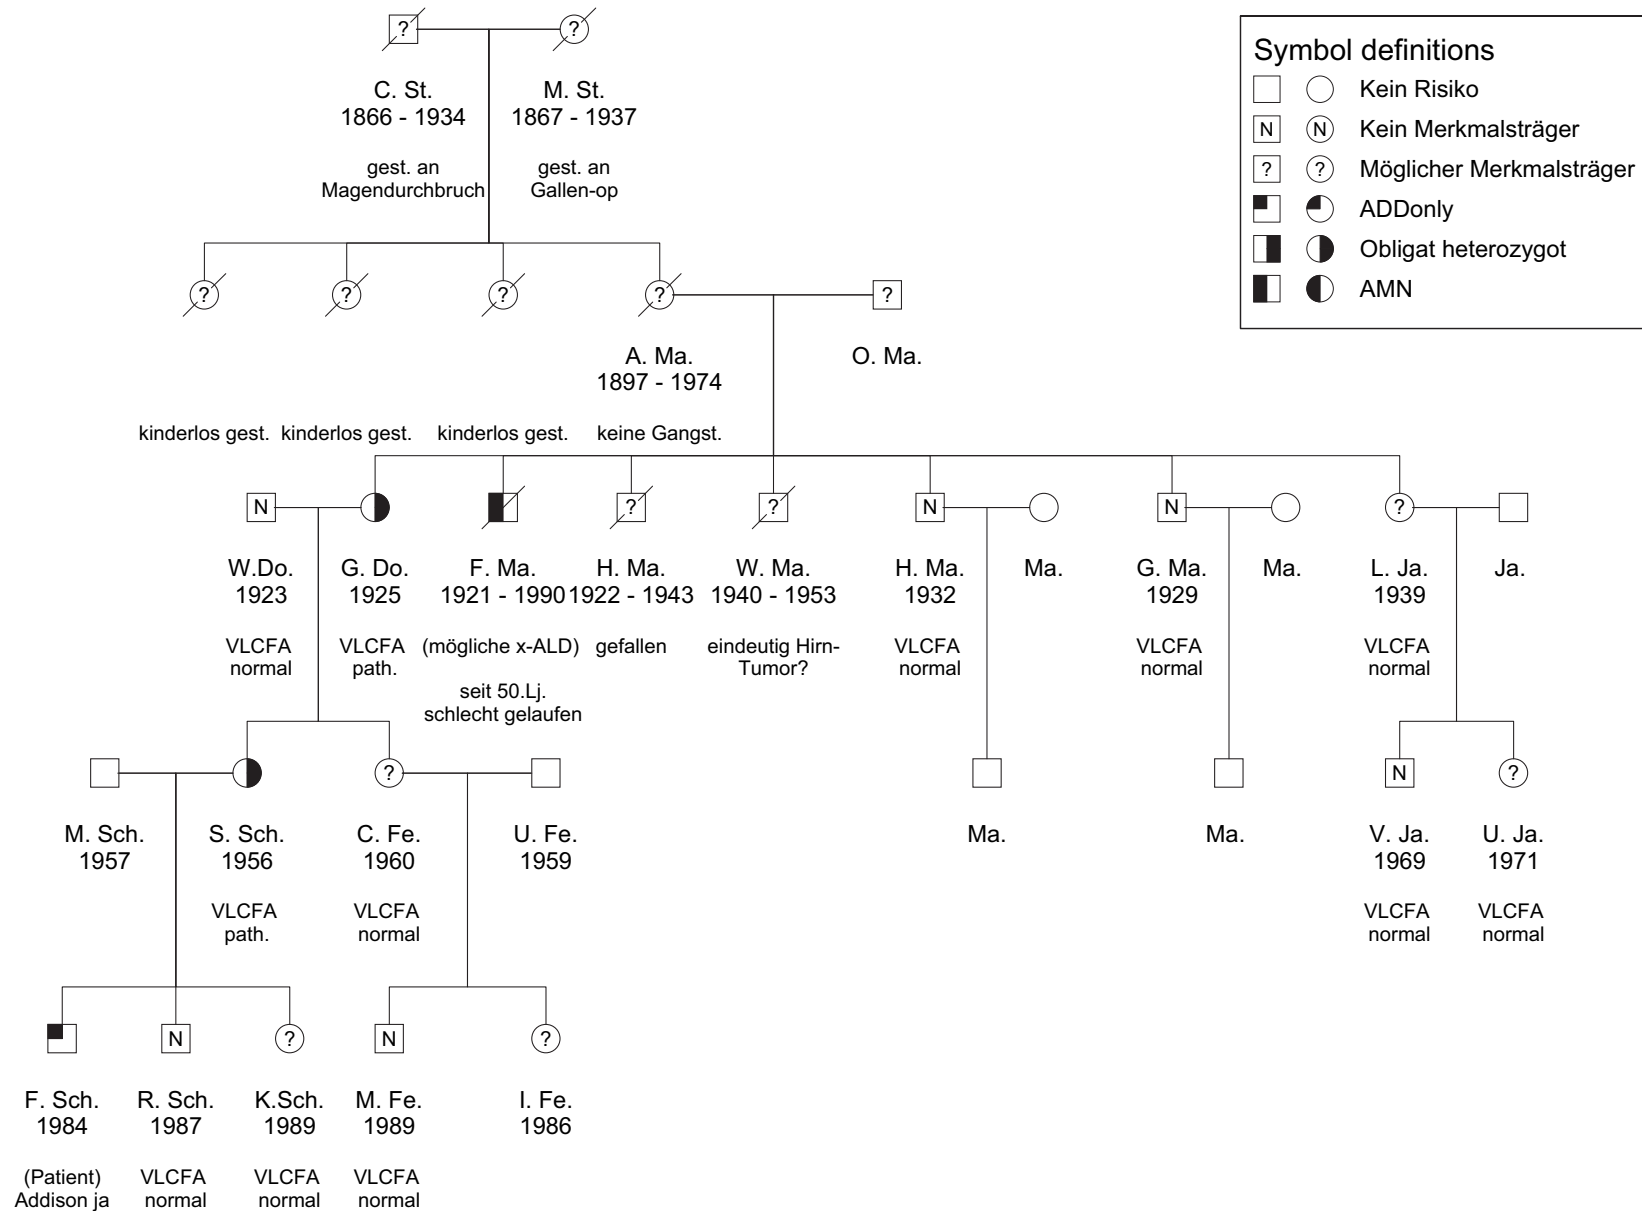 Symbol definitions
Kein Risiko
N N Kein Merkmalsträger
? ? Möglicher Merkmalsträger
ADDonly
Obligat heterozygot
AMN
? ?
C. St. M. St.
1866 - 1934 1867 - 1937
gest. an gest. an
Magendurchbruch Gallen-op
? ? ? ? ?
A. Ma. O. Ma.
1897 - 1974
kinderlos gest. kinderlos gest. kinderlos gest. keine Gangst.
N ? ? N N ?
W.Do. G. Do. F. Ma. H. Ma. W. Ma. H. Ma. Ma. G. Ma. Ma. L. Ja. Ja.
1923 1925 1921 - 1990 1922 - 1943 1940 - 1953 1932 1929 1939
VLCFA VLCFA (mögliche x-ALD) gefallen eindeutig Hirn- VLCFA VLCFA VLCFA
normal path. Tumor? normal normal normal
seit 50.Lj.
schlecht gelaufen
? N ?
M. Sch. S. Sch. C. Fe. U. Fe. Ma. Ma. V. Ja. U. Ja.
1957 1956 1960 1959 1969 1971
VLCFA VLCFA VLCFA VLCFA
path. normal normal normal
N ? N ?
F. Sch. R. Sch. K.Sch. M. Fe. I. Fe.
1984 1987 1989 1989 1986
(Patient) VLCFA VLCFA VLCFA
Addison ja normal normal normal